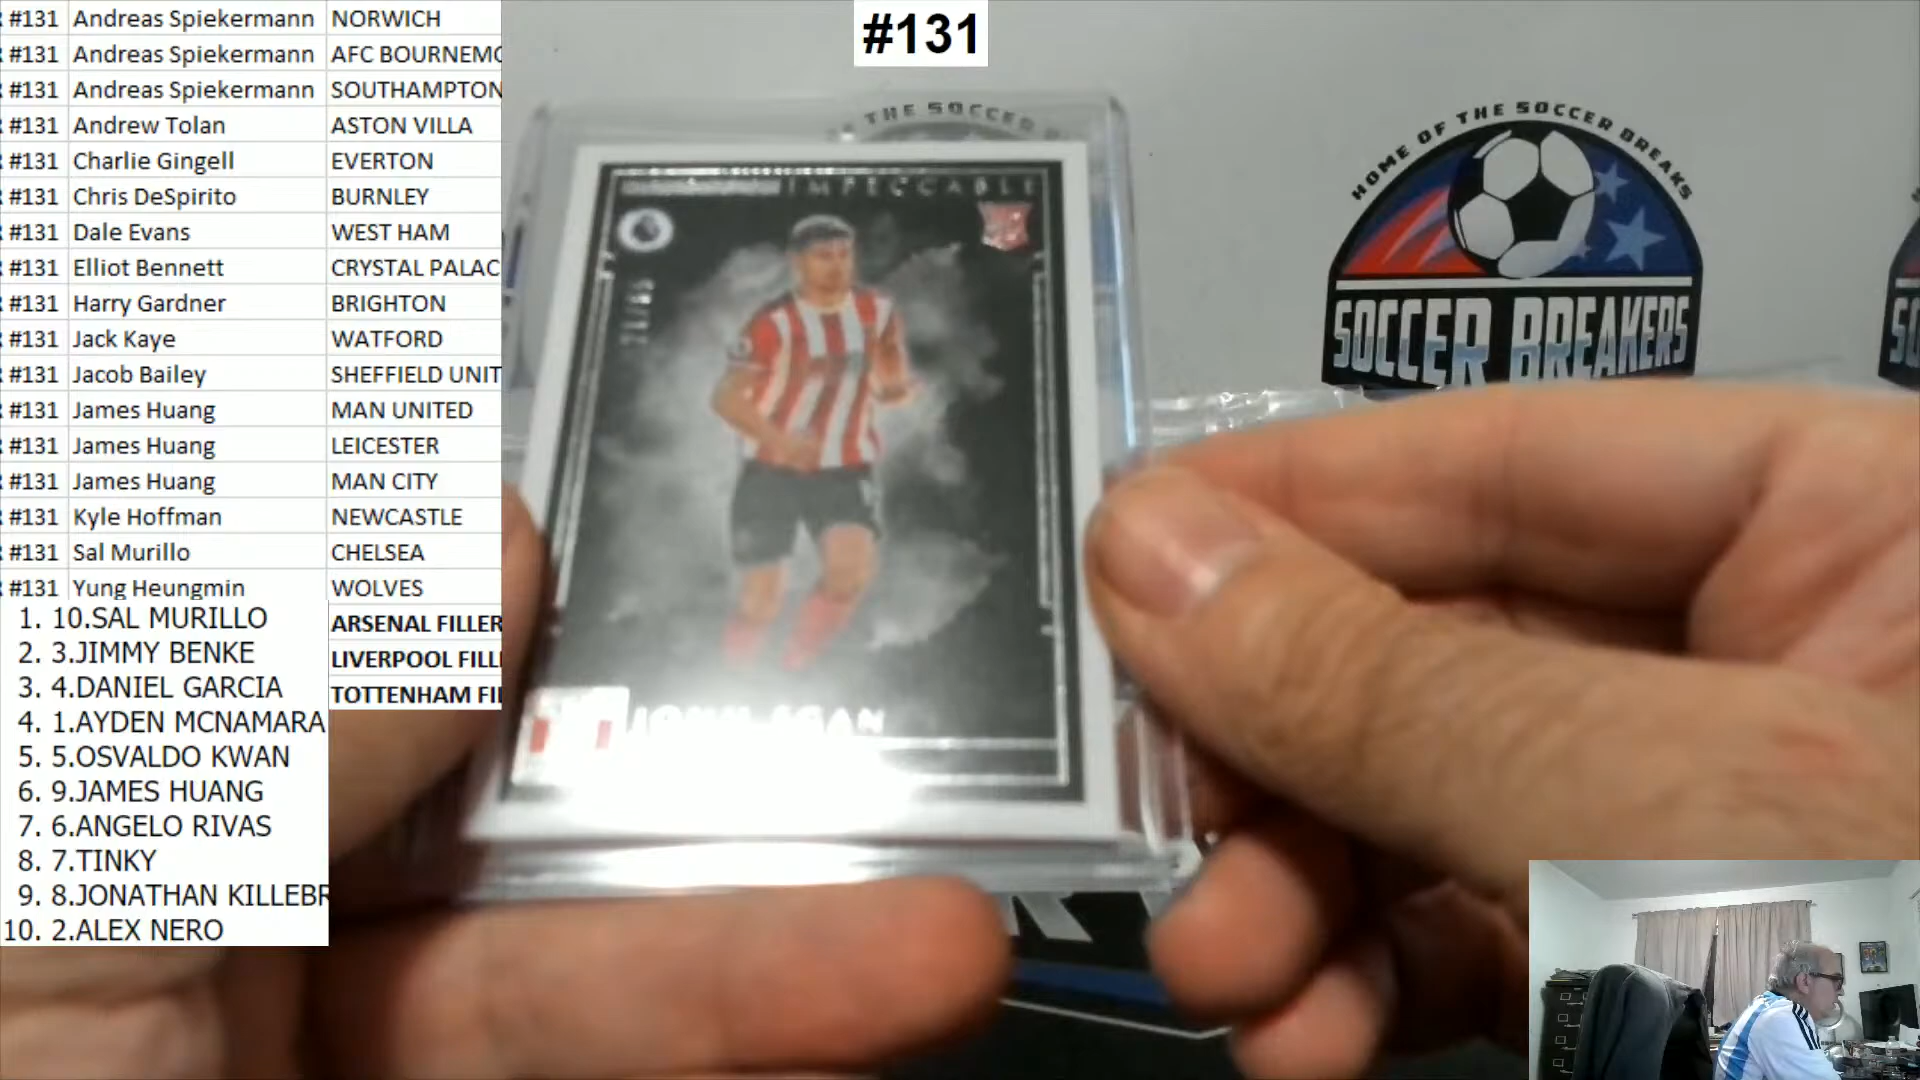 #131 Andreas Spiekermann NORWICH
#131 Andreas Spiekermann AFC BOURNEMO
#131 Andreas Spiekermann SOUTHAMPTON
#131 Andrew Tolan ASTON VILLA
#131 Charlie Gingell EVERTON
#131 Chris DeSpirito BURNLEY
#131 Dale Evans WEST HAM
#131 Elliot Bennett CRYSTAL PALAC
#131 Harry Gardner BRIGHTON
#131 Jack Kaye WATFORD
#131 Jacob Bailey SHEFFIELD UNIT
#131 James Huang MAN UNITED
#131 James Huang LEICESTER
#131 James Huang MAN CITY
#131 Kyle Hoffman NEWCASTLE
#131 Sal Murillo CHELSEA
#131 Yung Heungmin WOLVES
ARSENAL FILLER
LIVERPOOL FILL
TOTTENHAM FI
1. 10.SAL MURILLO
2. 3.JIMMY BENKE
3. 4.DANIEL GARCIA
4. 1.AYDEN MCNAMARA
5. 5.OSVALDO KWAN
6. 9.JAMES HUANG
7. 6.ANGELO RIVAS
8. 7.TINKY
9. 8.JONATHAN KILLEBR
10. 2.ALEX NERO
#131
THE SOCCER
IMPECCABLE
EGAN
HOME OF THE SOCCER BREAKS
SOCCER BREAKERS